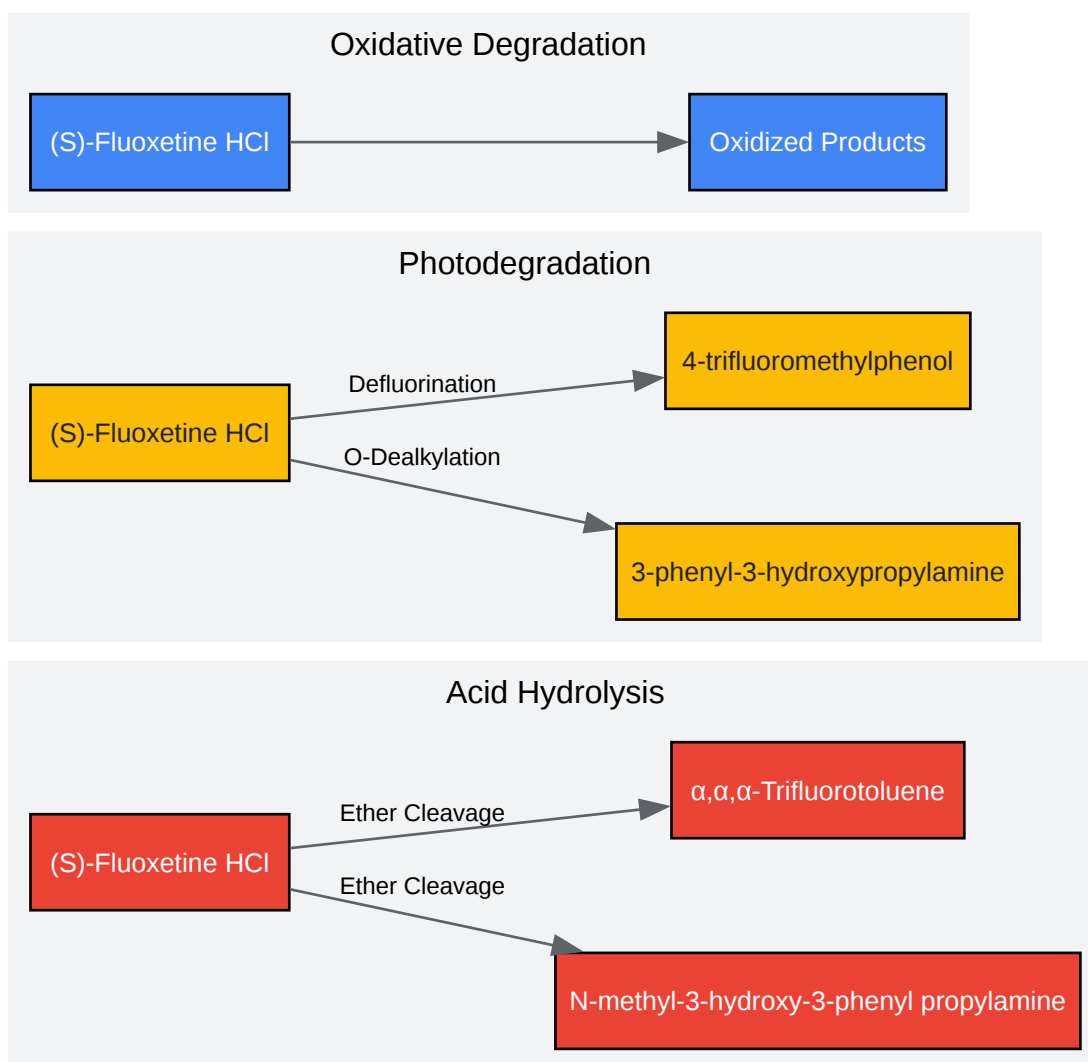 Oxidative Degradation
(S)-Fluoxetine HCl
Oxidized Products
Photodegradation
4-trifluoromethylphenol
Defluorination
(S)-Fluoxetine HCl
O-Dealkylation
3-phenyl-3-hydroxypropylamine
Acid Hydrolysis
α,α,α-Trifluorotoluene
Ether Cleavage
(S)-Fluoxetine HCl
Ether Cleavage
N-methyl-3-hydroxy-3-phenyl propylamine